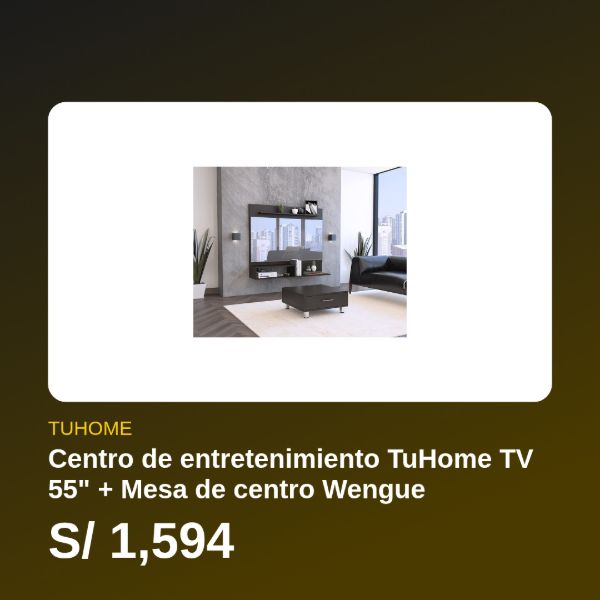 TUHOME
Centro de entretenimiento TuHome TV
55" + Mesa de centro Wengue
S/ 1,594